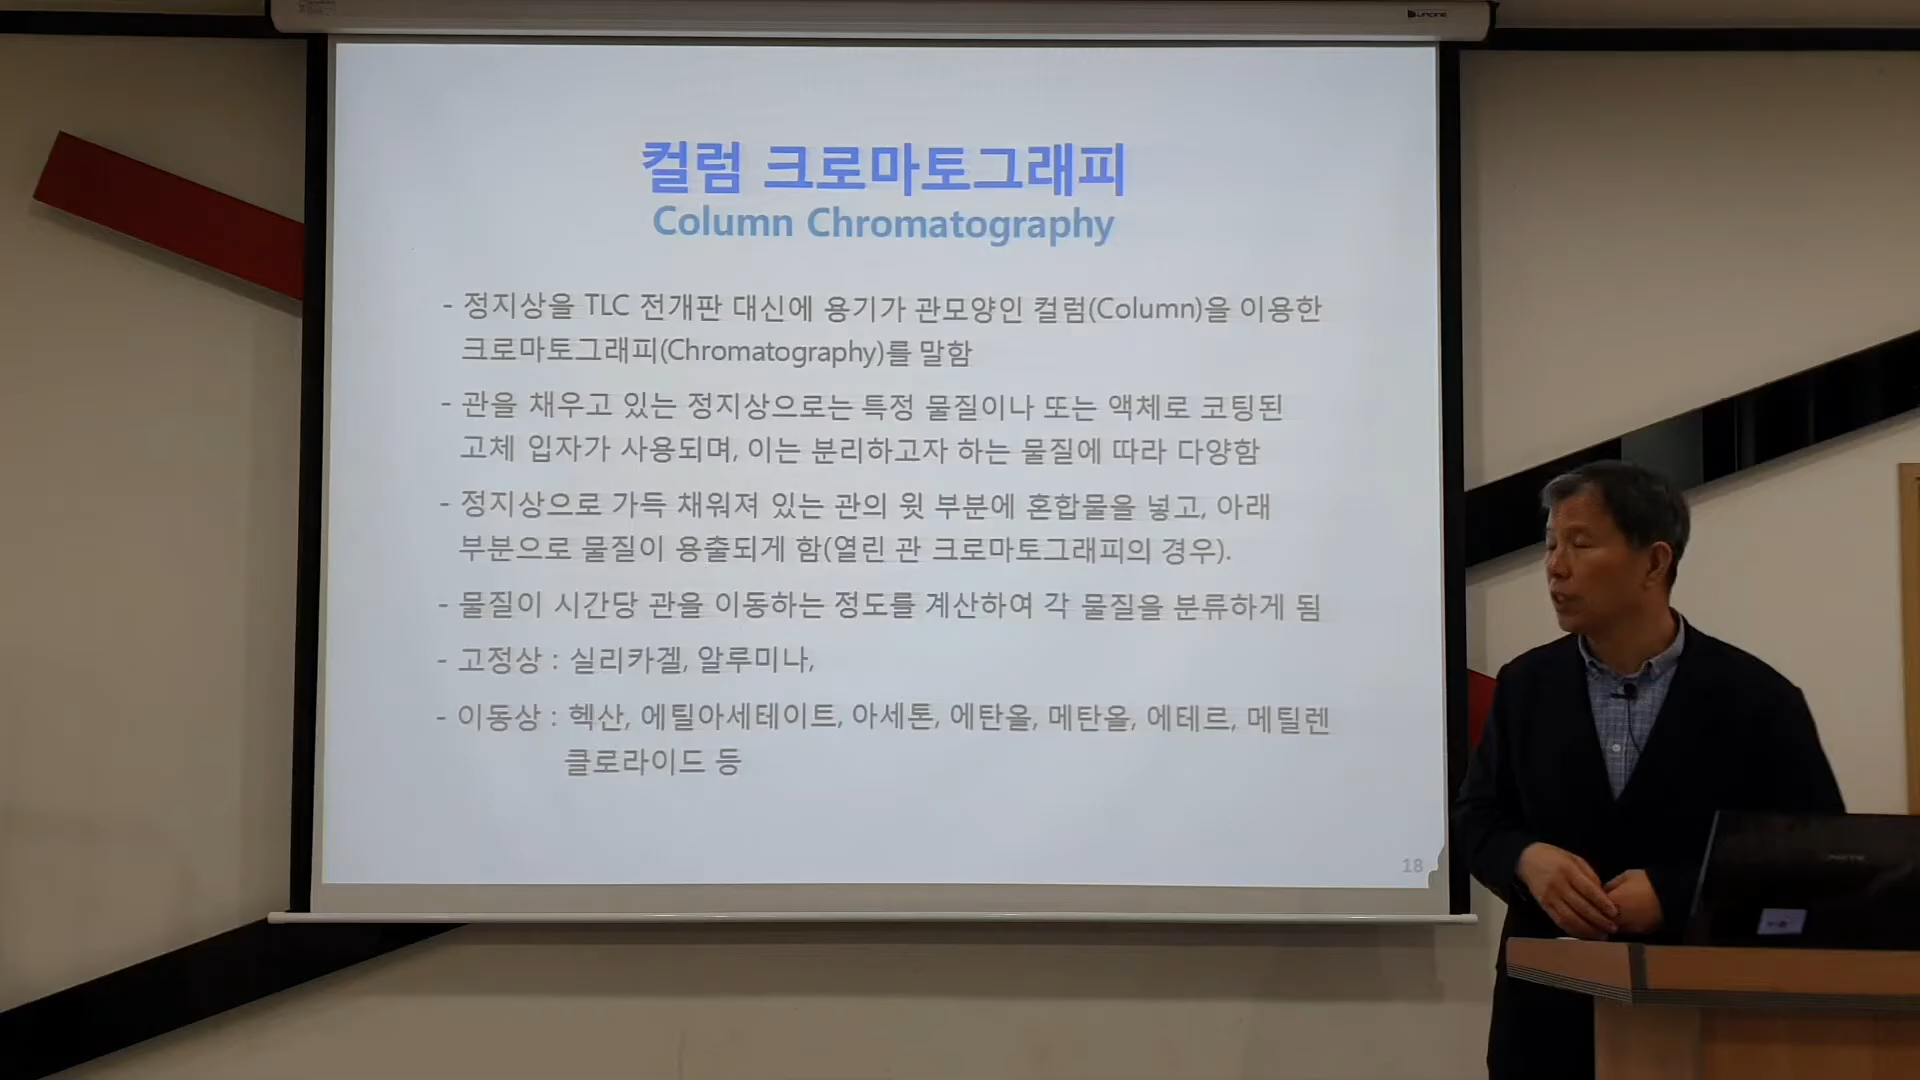 컬럼 크로마토그래피
Column Chromatography
- 정지상을 TLC 전개판 대신에 용기가 관모양인 컬럼(Column)을 이용한
크로마토그래피(Chromatography)를 말함
- 관을 채우고 있는 정지상으로는 특정 물질이나 또는 액체로 코팅된
고체 입자가 사용되며, 이는 분리하고자 하는 물질에 따라 다양함
- 정지상으로 가득 채워져 있는 관의 윗 부분에 혼합물을 넣고, 아래
부분으로 물질이 용출되게 함(열린 관 크로마토그래피의 경우).
- 물질이 시간당 관을 이동하는 정도를 계산하여 각 물질을 분류하게 됨
- 고정상 : 실리카겔, 알루미나,
- 이동상 : 헥산, 에틸아세테이트, 아세톤, 에탄올, 메탄올, 에테르, 메틸렌
클로라이드 등
18